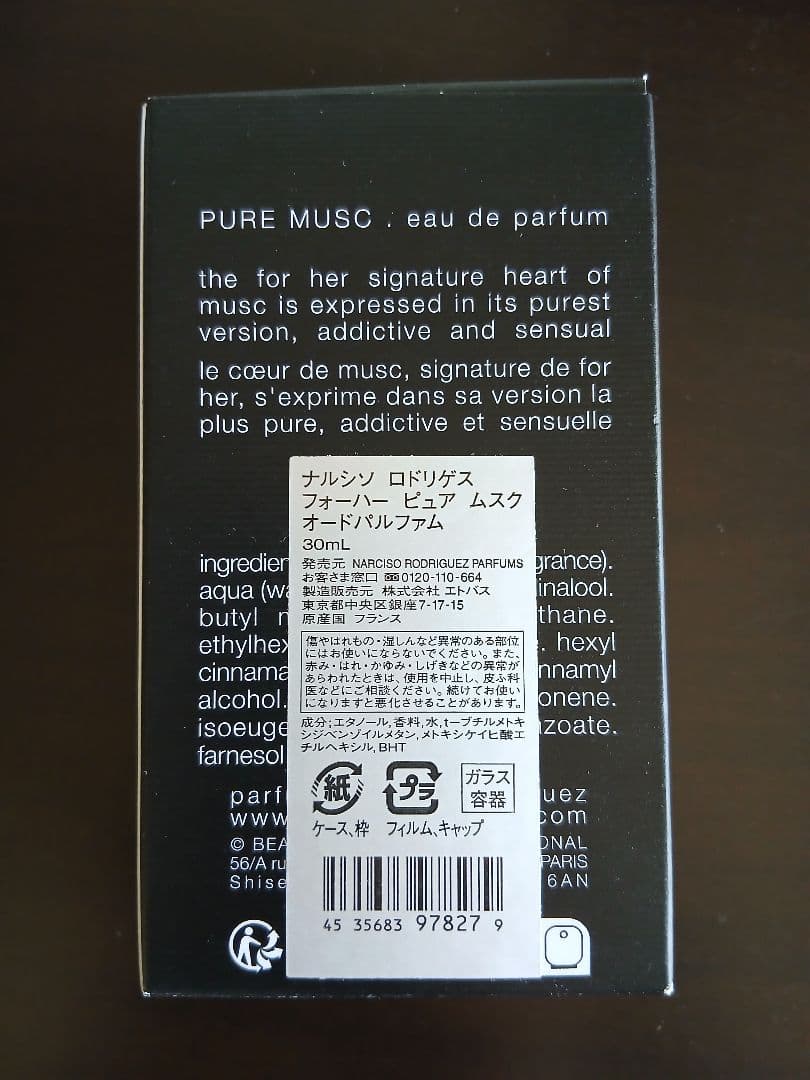 PURE MUSC . eau de parfum
the for her signature heart of
musc is expressed in its purest
version, addictive and sensual
le cœur de musc, signature de for
her, s'exprime dans sa version la
plus pure, addictive et sensuelle
ナルシソ ロドリゲス
フォーハー ピュア ムスク
オードパルファム
30mL
発売元 NARCISO RODRIGUEZ PARFUMS
お客さま窓口 0120-110-664
製造販売元 株式会社 エトバス
東京都中央区銀座7-17-15
原産国 フランス
傷やはれもの・湿しんなど異常のある部位
にはお使いにならないでください。また、
赤み・はれ・かゆみ・しげきなどの異常が
あらわれたときは、使用を中止し、皮ふ科
医などにご相談ください。続けてお使い
になりますと悪化させることがあります。
成分;エタノール,香料,水,t-ブチルメトキ
シジベンゾイルメタン,メトキシケイヒ酸エ
チルヘキシル,BHT
紙 プラ ガラス
容器
ケース、枠 フィルム、キャップ
45 35683 97827 9
ingredien grance).
aqua (wa inalool.
butyl thane.
ethylhex . hexyl
cinnama nnamyl
alcohol. onene.
isoeuge zoate.
farnesol
parf uez
www. com
© BEA ONAL
56/A ru PARIS
Shise 6AN